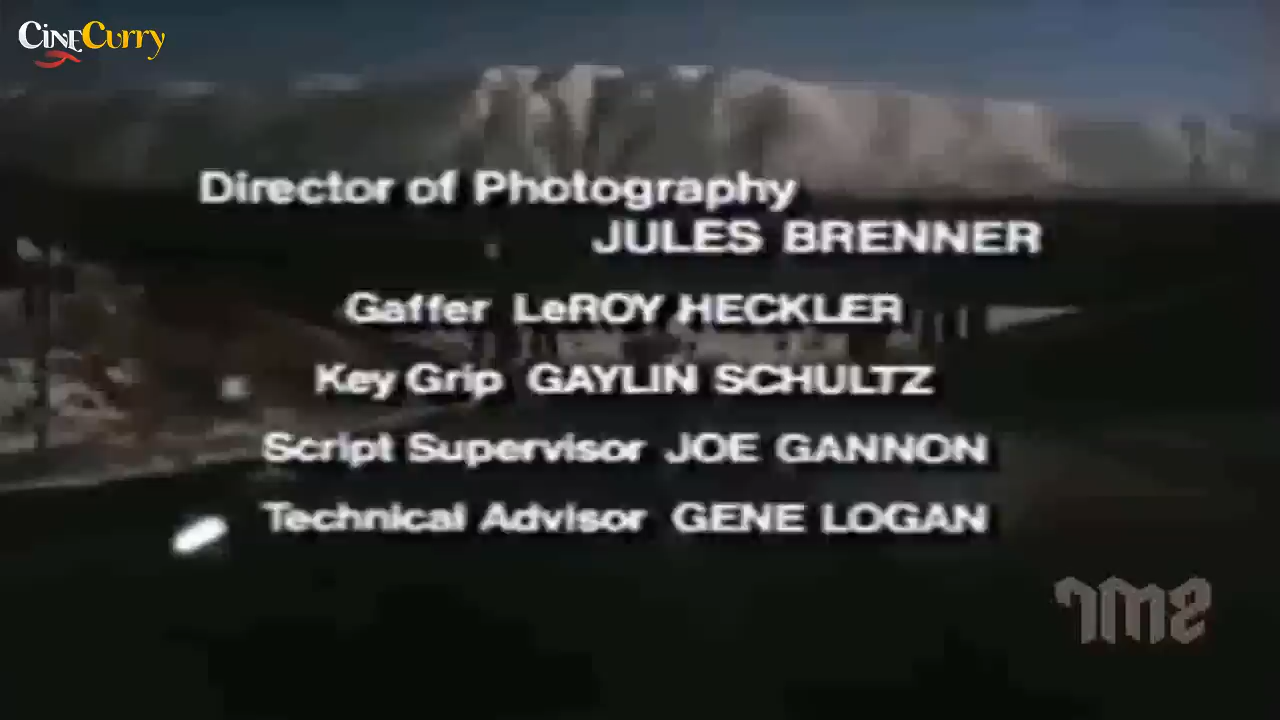 CINECURRY
Director of Photography
JULES BRENNER
Gaffer LeROY HECKLER
Key Grip GAYLIN SCHULTZ
Script Supervisor JOE GANNON
Technical Advisor GENE LOGAN